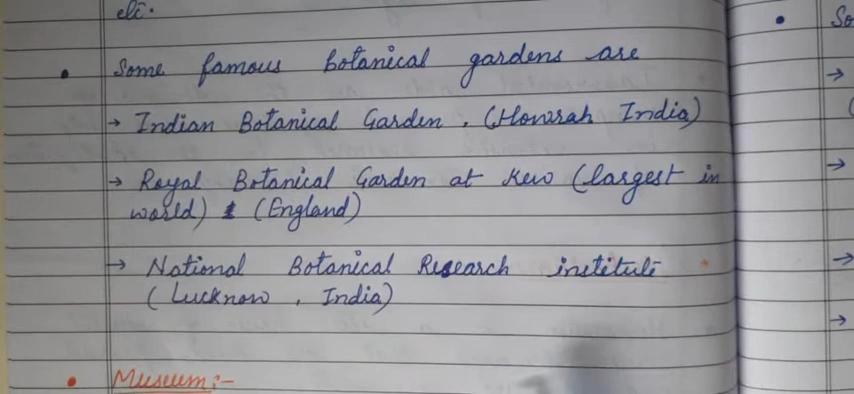 etc.
• Some famous botanical gardens are
→ Indian Botanical Garden, (Howrah India)
→ Royal Botanical Garden at Kew (largest in
world) (England)
→ National Botanical Research institute
(Lucknow, India)
• Museum:-
• So
→
→
→
→